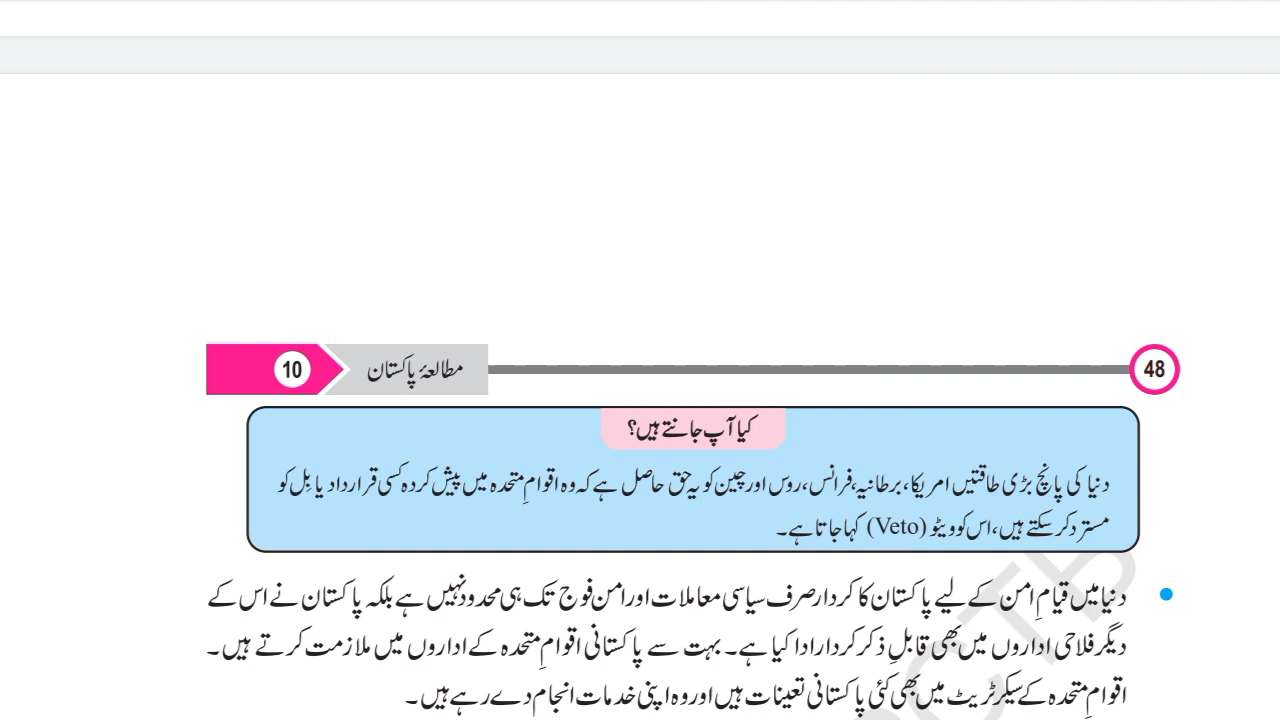 48
مطالعۂ پاکستان
10
کیا آپ جانتے ہیں؟
دنیا کی پانچ بڑی طاقتیں امریکا، برطانیہ، فرانس، روس اور چین کو یہ حق حاصل ہے کہ وہ اقوامِ متحدہ میں پیش کردہ کسی قرارداد یا بِل کو
مسترد کر سکتے ہیں، اس کو ویٹو (Veto) کہا جاتا ہے۔
• دنیا میں قیامِ امن کے لیے پاکستان کا کردار صرف سیاسی معاملات اور امن فوج تک ہی محدود نہیں ہے بلکہ پاکستان نے اس کے
دیگر فلاحی اداروں میں بھی قابلِ ذکر کردار ادا کیا ہے۔ بہت سے پاکستانی اقوامِ متحدہ کے اداروں میں ملازمت کرتے ہیں۔
اقوامِ متحدہ کے سیکرٹریٹ میں بھی کئی پاکستانی تعینات ہیں اور وہ اپنی خدمات انجام دے رہے ہیں۔